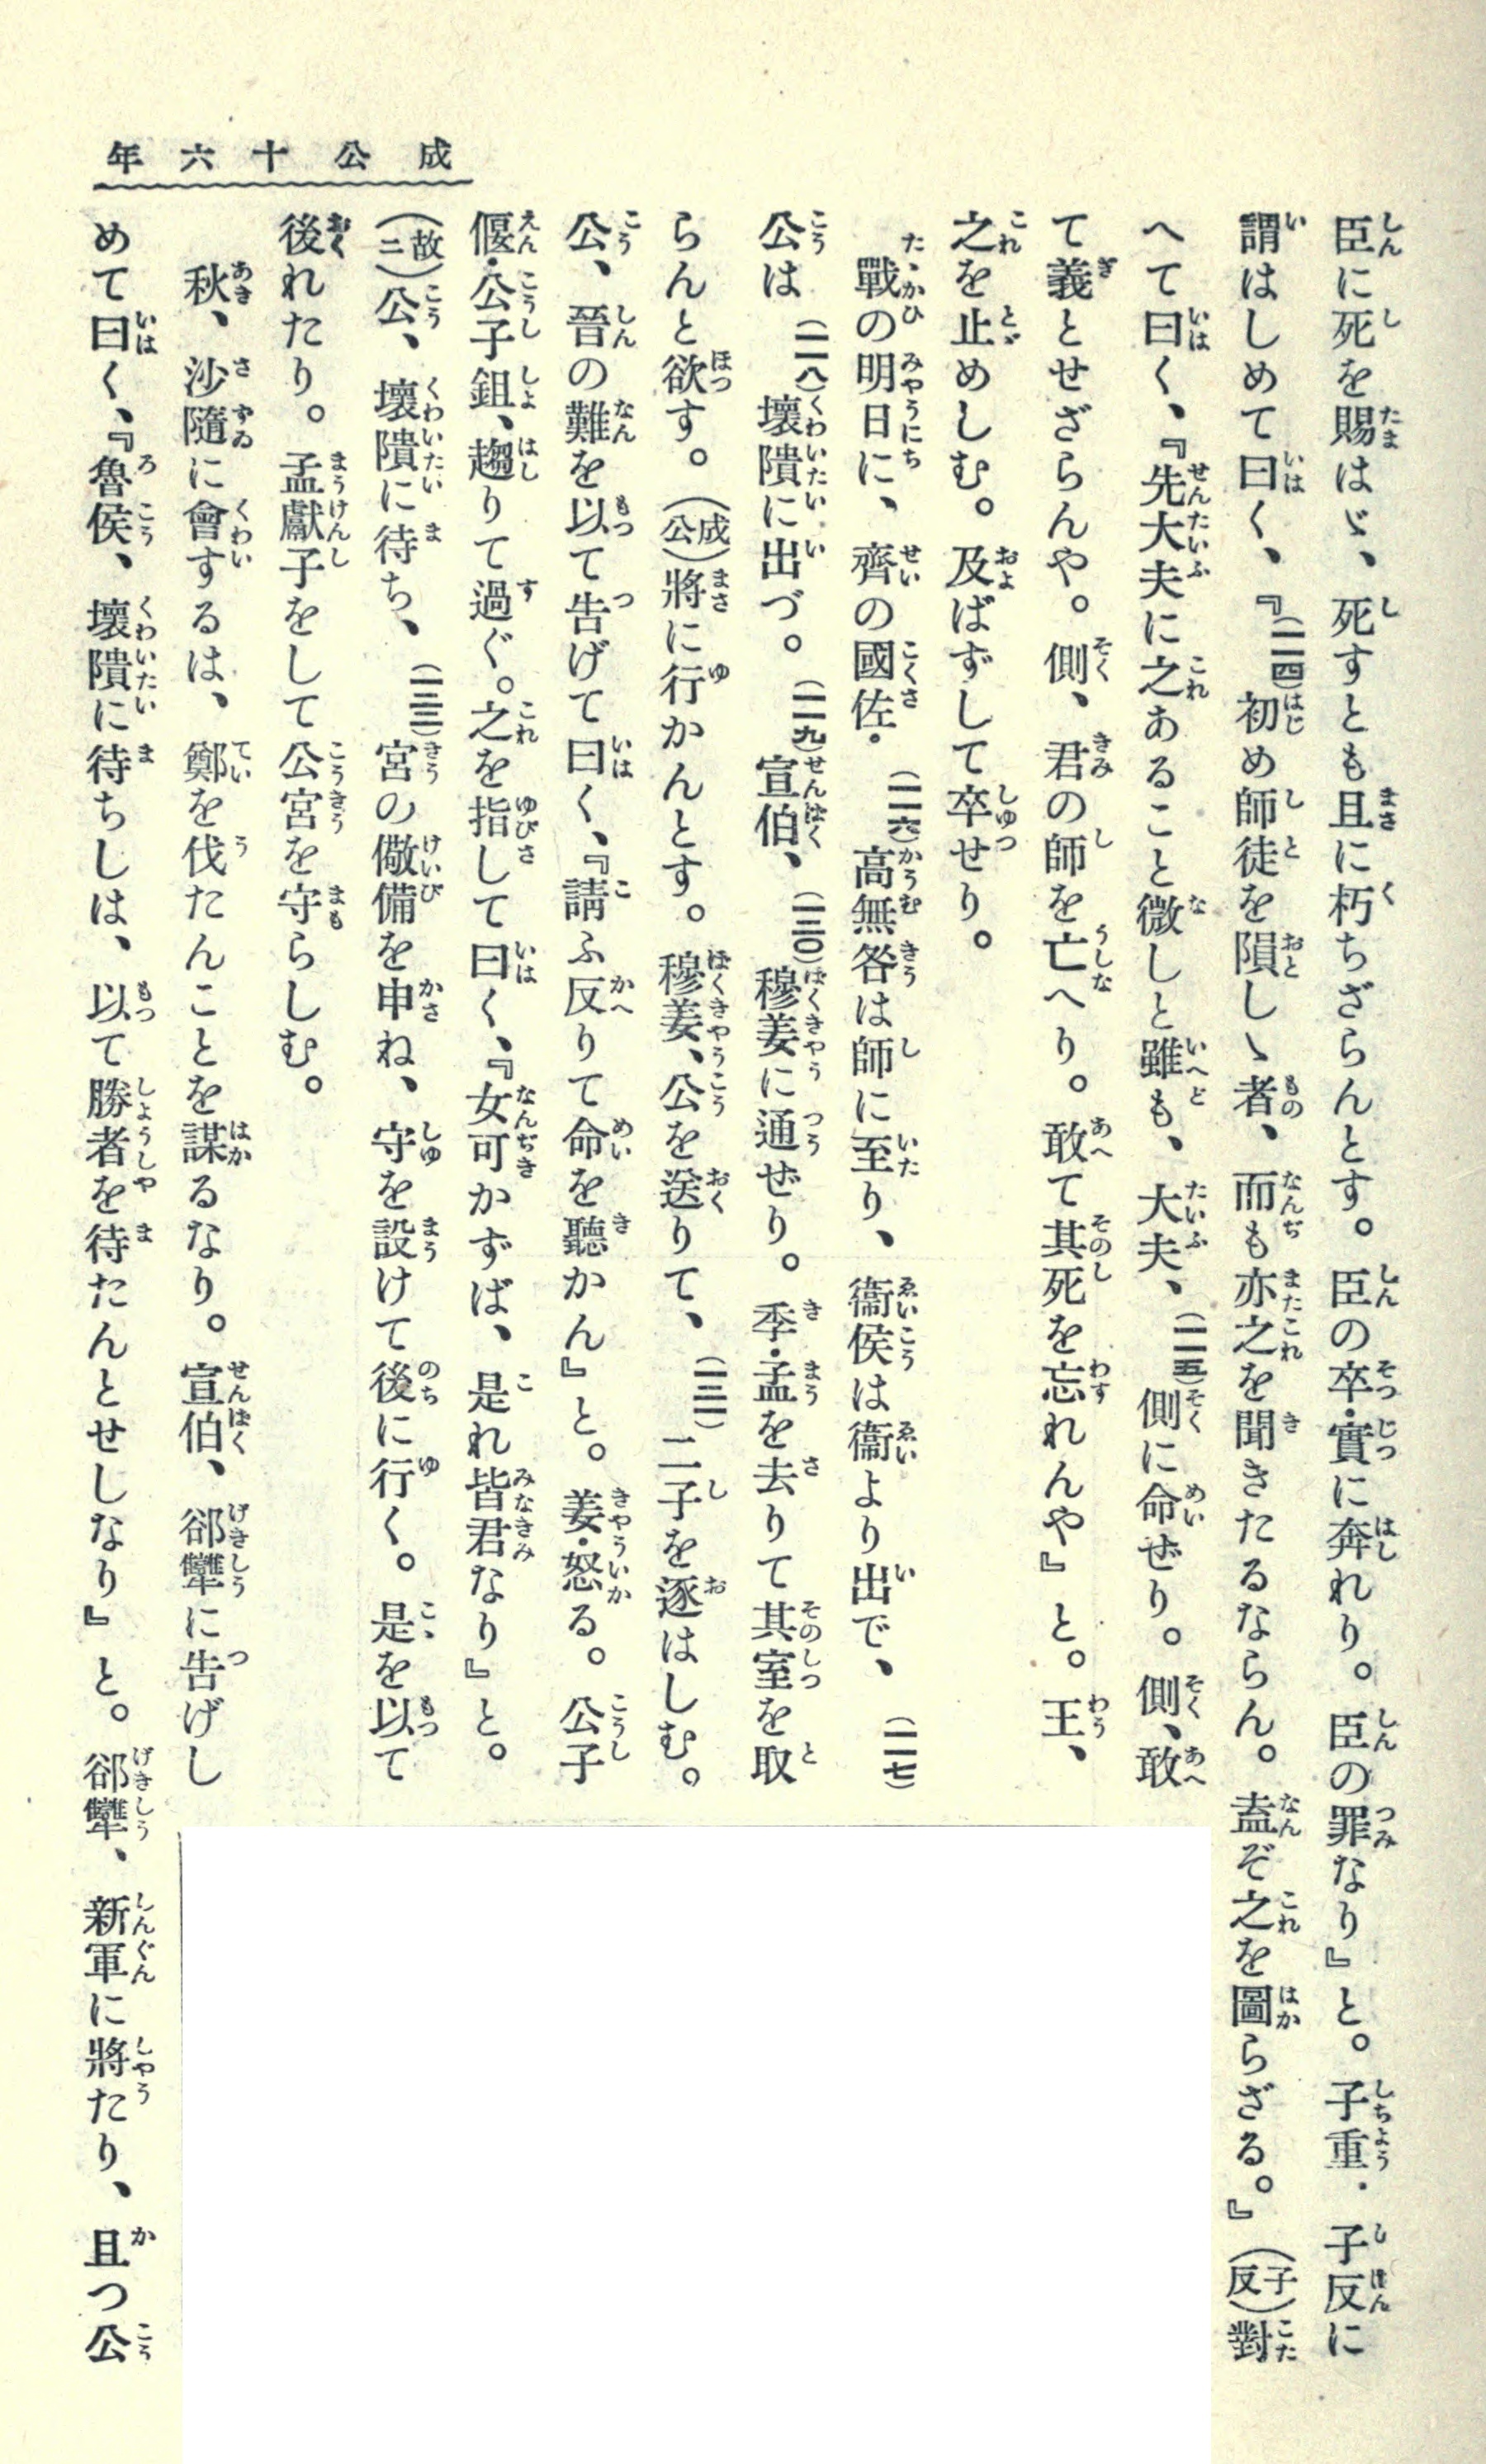 成公十六年
臣に死を賜はゞ、死すとも且に朽ちざらんとす。臣の卒・實に奔れり。臣の罪なり』と。子重・子反に
謂はしめて曰く、『(一一四)初め師徒を隕しゝ者、而も亦之を聞きたるならん。盍ぞ之を圖らざる。』(子反)對
へて曰く、『先大夫に之あること微しと雖も、大夫、(一一五)側に命ぜり。側、敢
て義とせざらんや。側、君の師を亡へり。敢て其死を忘れんや』と。王、
之を止めしむ。及ばずして卒せり。
戰の明日に、齊の國佐・(一一六)高無咎は師に至り、衞侯は衞より出で、(一一七)
公は(一一八)壞隤に出づ。(一一九)宣伯、(一二〇)穆姜に通ぜり。季・孟を去りて其室を取
らんと欲す。(成公)將に行かんとす。穆姜、公を送りて、(一二一)二子を逐はしむ。
公、晉の難を以て告げて曰く、『請ふ反りて命を聽かん』と。姜・怒る。公子
偃・公子鉏、趨りて過ぐ。之を指して曰く、『女可かずば、是れ皆君なり』と。
(故ニ)公、壞隤に待ち、(一二二)宮の儆備を申ね、守を設けて後に行く。是を以て
後れたり。孟獻子をして公宮を守らしむ。
秋、沙隨に會するは、鄭を伐たんことを謀るなり。宣伯、郤犫に告げし
めて曰く、『魯侯、壞隤に待ちしは、以て勝者を待たんとせしなり』と。郤犫、新軍に將たり、且つ公